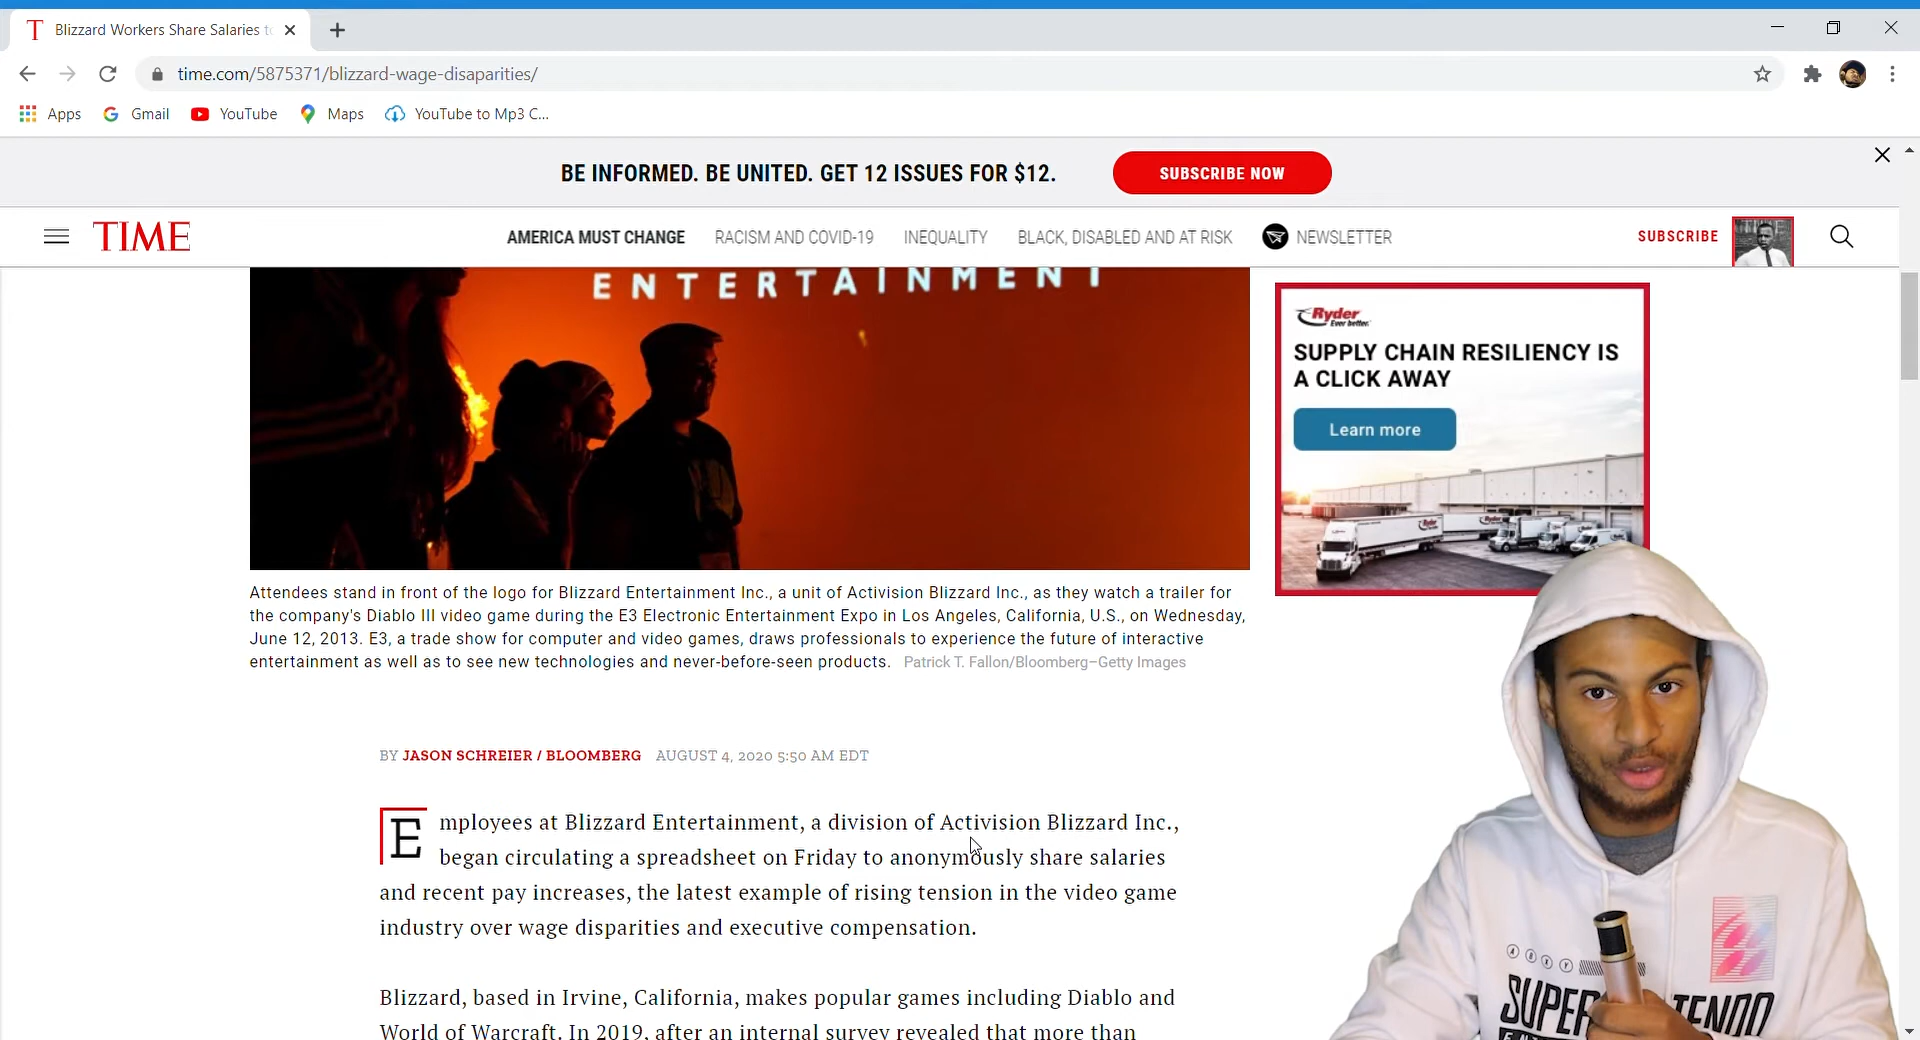 Blizzard Workers Share Salaries to
time.com/5875371/blizzard-wage-disaparities/
Apps Gmail YouTube Maps YouTube to Mp3 C...
BE INFORMED. BE UNITED. GET 12 ISSUES FOR $12. SUBSCRIBE NOW
TIME AMERICA MUST CHANGE RACISM AND COVID-19 INEQUALITY BLACK, DISABLED AND AT RISK NEWSLETTER SUBSCRIBE
ENTERTAINMENT
Ryder
Ever better.
SUPPLY CHAIN RESILIENCY IS
A CLICK AWAY
Learn more
Attendees stand in front of the logo for Blizzard Entertainment Inc., a unit of Activision Blizzard Inc., as they watch a trailer for
the company's Diablo III video game during the E3 Electronic Entertainment Expo in Los Angeles, California, U.S., on Wednesday,
June 12, 2013. E3, a trade show for computer and video games, draws professionals to experience the future of interactive
entertainment as well as to see new technologies and never-before-seen products. Patrick T. Fallon/Bloomberg–Getty Images
BY JASON SCHREIER / BLOOMBERG AUGUST 4, 2020 5:50 AM EDT
Employees at Blizzard Entertainment, a division of Activision Blizzard Inc.,
began circulating a spreadsheet on Friday to anonymously share salaries
and recent pay increases, the latest example of rising tension in the video game
industry over wage disparities and executive compensation.
Blizzard, based in Irvine, California, makes popular games including Diablo and
World of Warcraft. In 2019, after an internal survey revealed that more than
A B X Y
SUPER